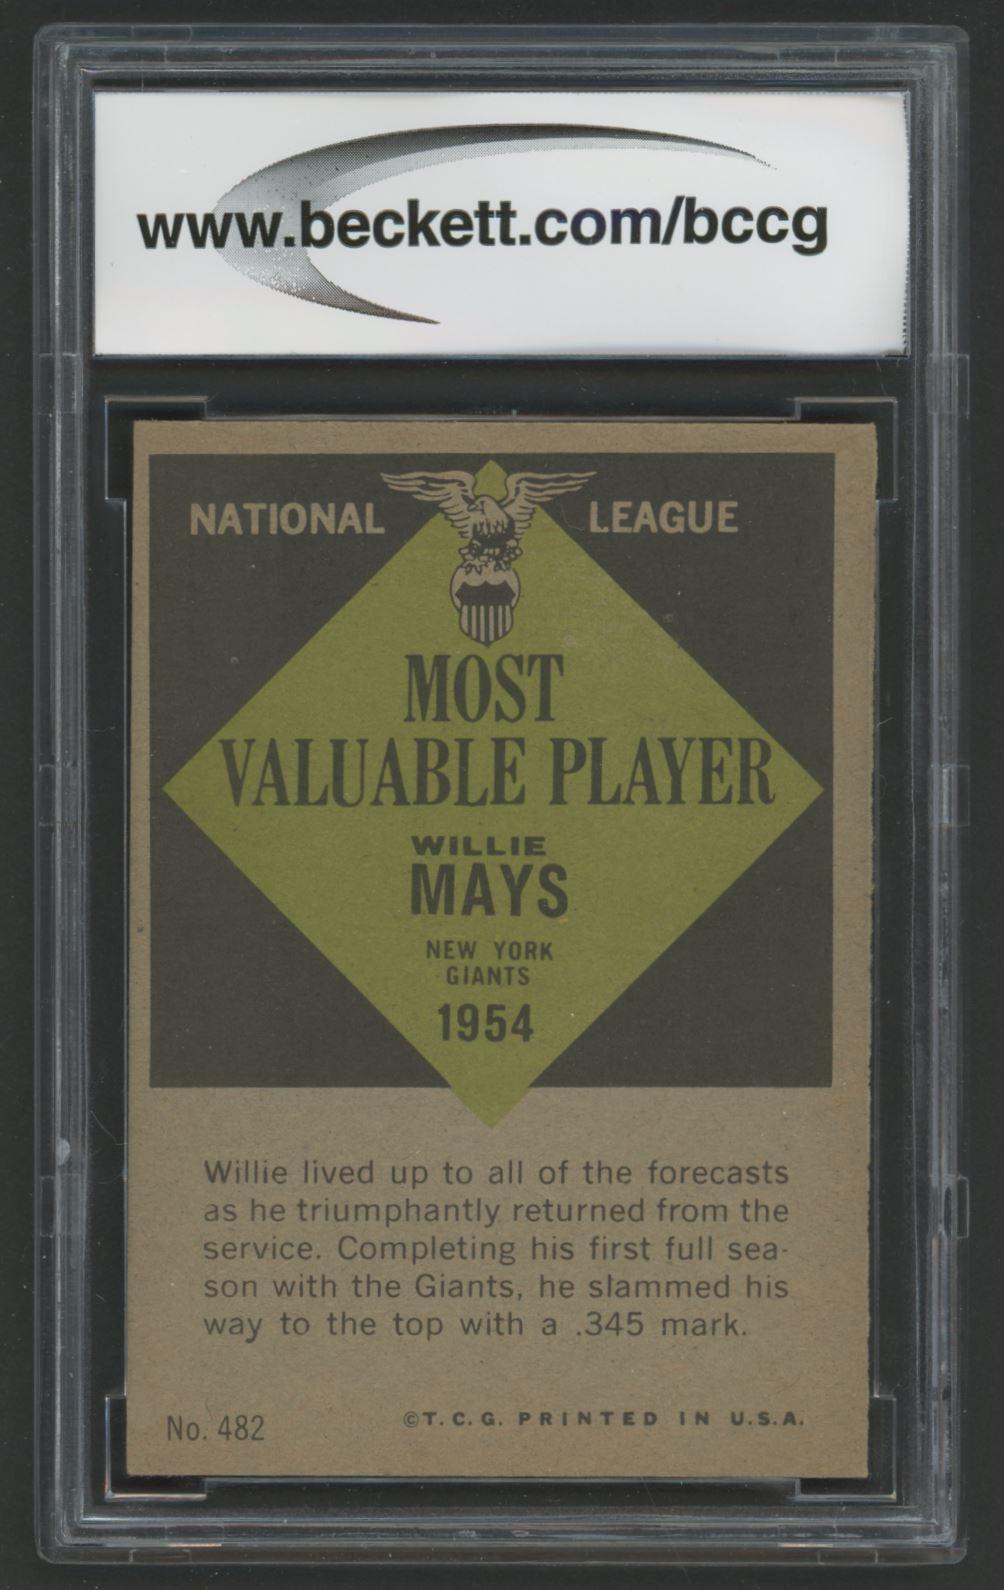 www.beckett.com/bccg
NATIONAL LEAGUE
MOST
VALUABLE PLAYER
WILLIE
MAYS
NEW YORK
GIANTS
1954
Willie lived up to all of the forecasts
as he triumphantly returned from the
service. Completing his first full sea-
son with the Giants, he slammed his
way to the top with a .345 mark.
No. 482
©T.C.G. PRINTED IN U.S.A.